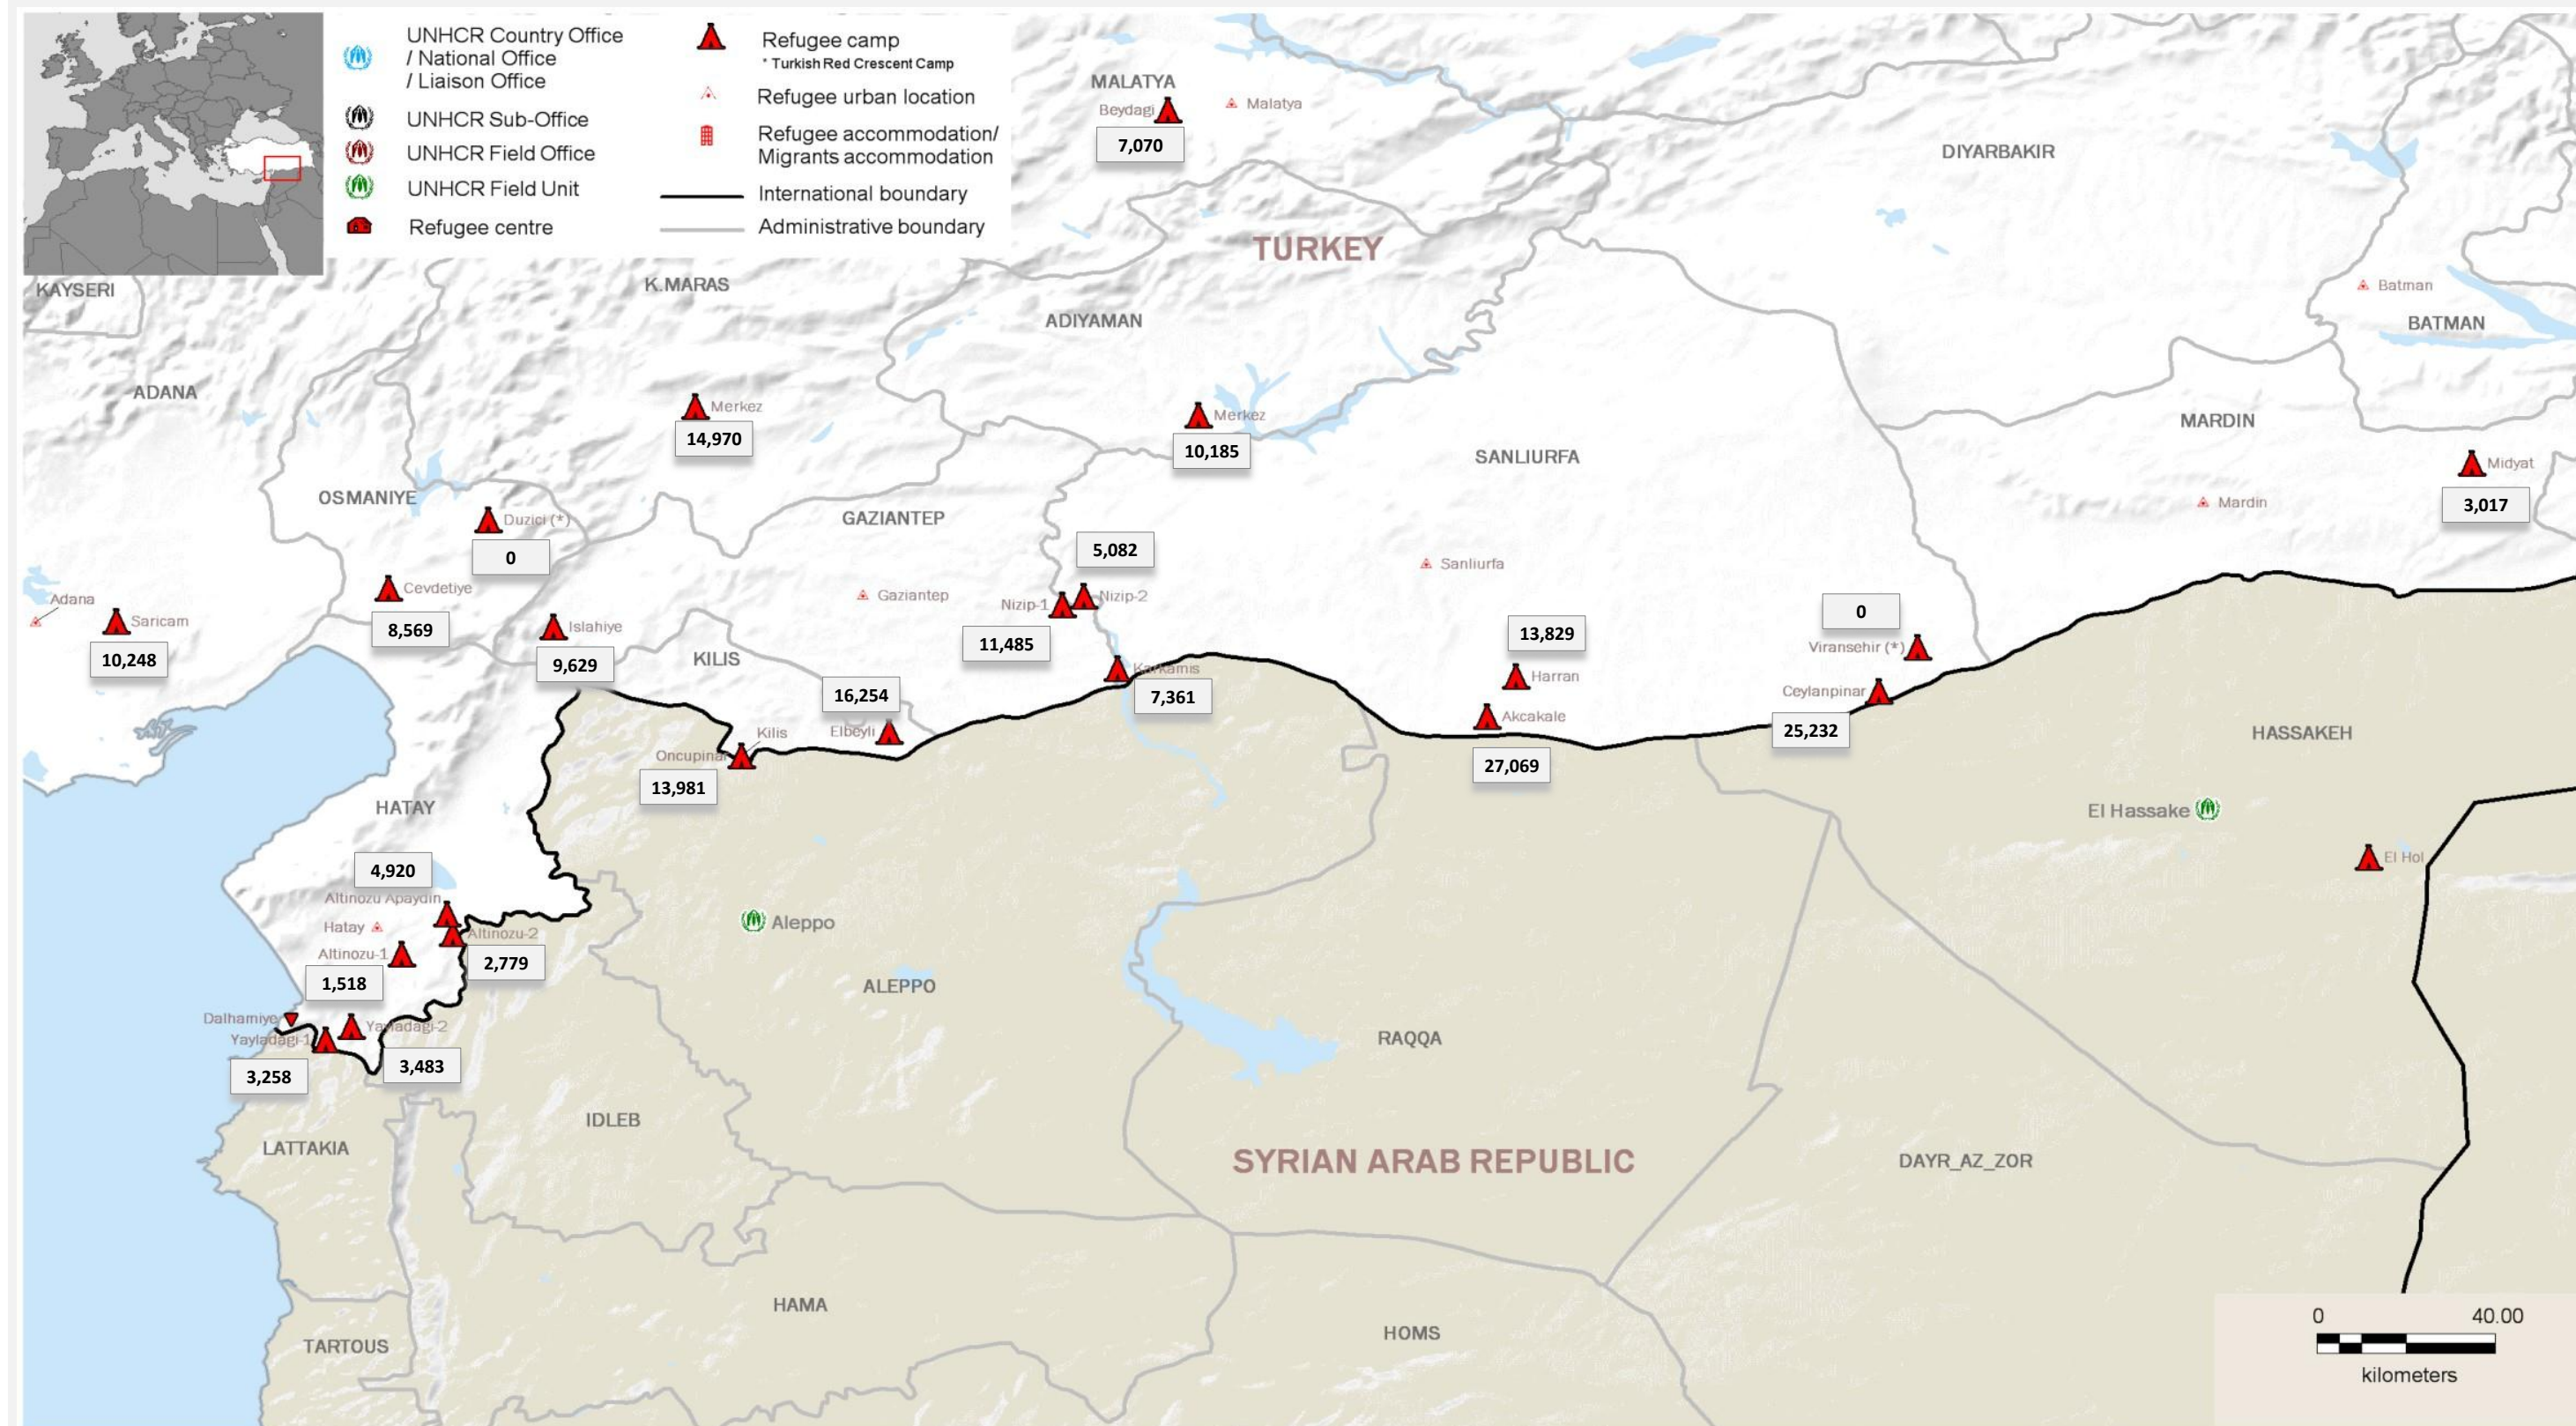 UNHCR Country Office
/ National Office
/ Liaison Office
UNHCR Sub-Office
UNHCR Field Office
UNHCR Field Unit
Refugee centre
Refugee camp
* Turkish Red Crescent Camp
Refugee urban location
Refugee accommodation/
Migrants accommodation
International boundary
Administrative boundary
MALATYA
Beydagi
Malatya
7,070
DIYARBAKIR
TURKEY
KAYSERI
K.MARAS
Batman
ADIYAMAN
BATMAN
ADANA
Merkez
14,970
Merkez
10,185
MARDIN
SANLIURFA
Midyat
3,017
Mardin
OSMANIYE
Duzici (*)
0
GAZIANTEP
5,082
Sanliurfa
Cevdetiye
8,569
Adana
Saricam
10,248
Islahiye
9,629
Gaziantep
Nizip-1
Nizip-2
11,485
0
Viransehir (*)
13,829
Harran
KILIS
Karkamis
7,361
16,254
Elbeyli
Ceylanpinar
25,232
Akcakale
27,069
Kilis
Oncupinar
13,981
HASSAKEH
HATAY
El Hassake
El Hol
4,920
Altinozu Apaydin
Hatay
Altinozu-2
2,779
Altinozu-1
1,518
Aleppo
ALEPPO
Dalhamiye
Yayladagi-2
Yayladagi-1
3,483
3,258
RAQQA
IDLEB
LATTAKIA
SYRIAN ARAB REPUBLIC
DAYR_AZ_ZOR
HAMA
HOMS
TARTOUS
0 40.00
kilometers